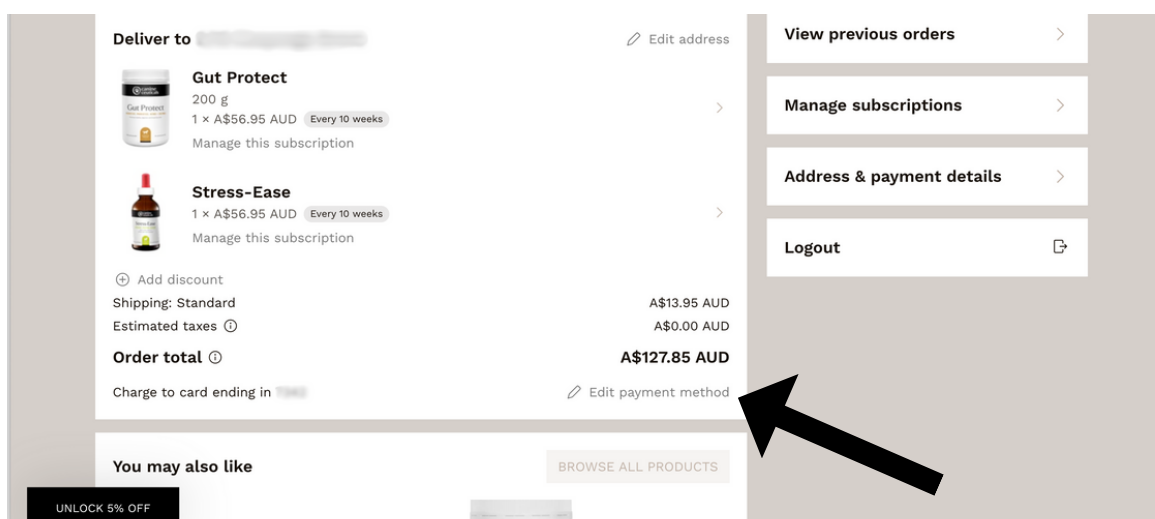 Deliver to
Edit address
Gut Protect
200 g
1 × A$56.95 AUD Every 10 weeks
Manage this subscription
Stress-Ease
1 × A$56.95 AUD Every 10 weeks
Manage this subscription
Add discount
Shipping: Standard A$13.95 AUD
Estimated taxes A$0.00 AUD
Order total A$127.85 AUD
Charge to card ending in
Edit payment method
You may also like
BROWSE ALL PRODUCTS
UNLOCK 5% OFF
View previous orders
Manage subscriptions
Address & payment details
Logout
Gut Protect